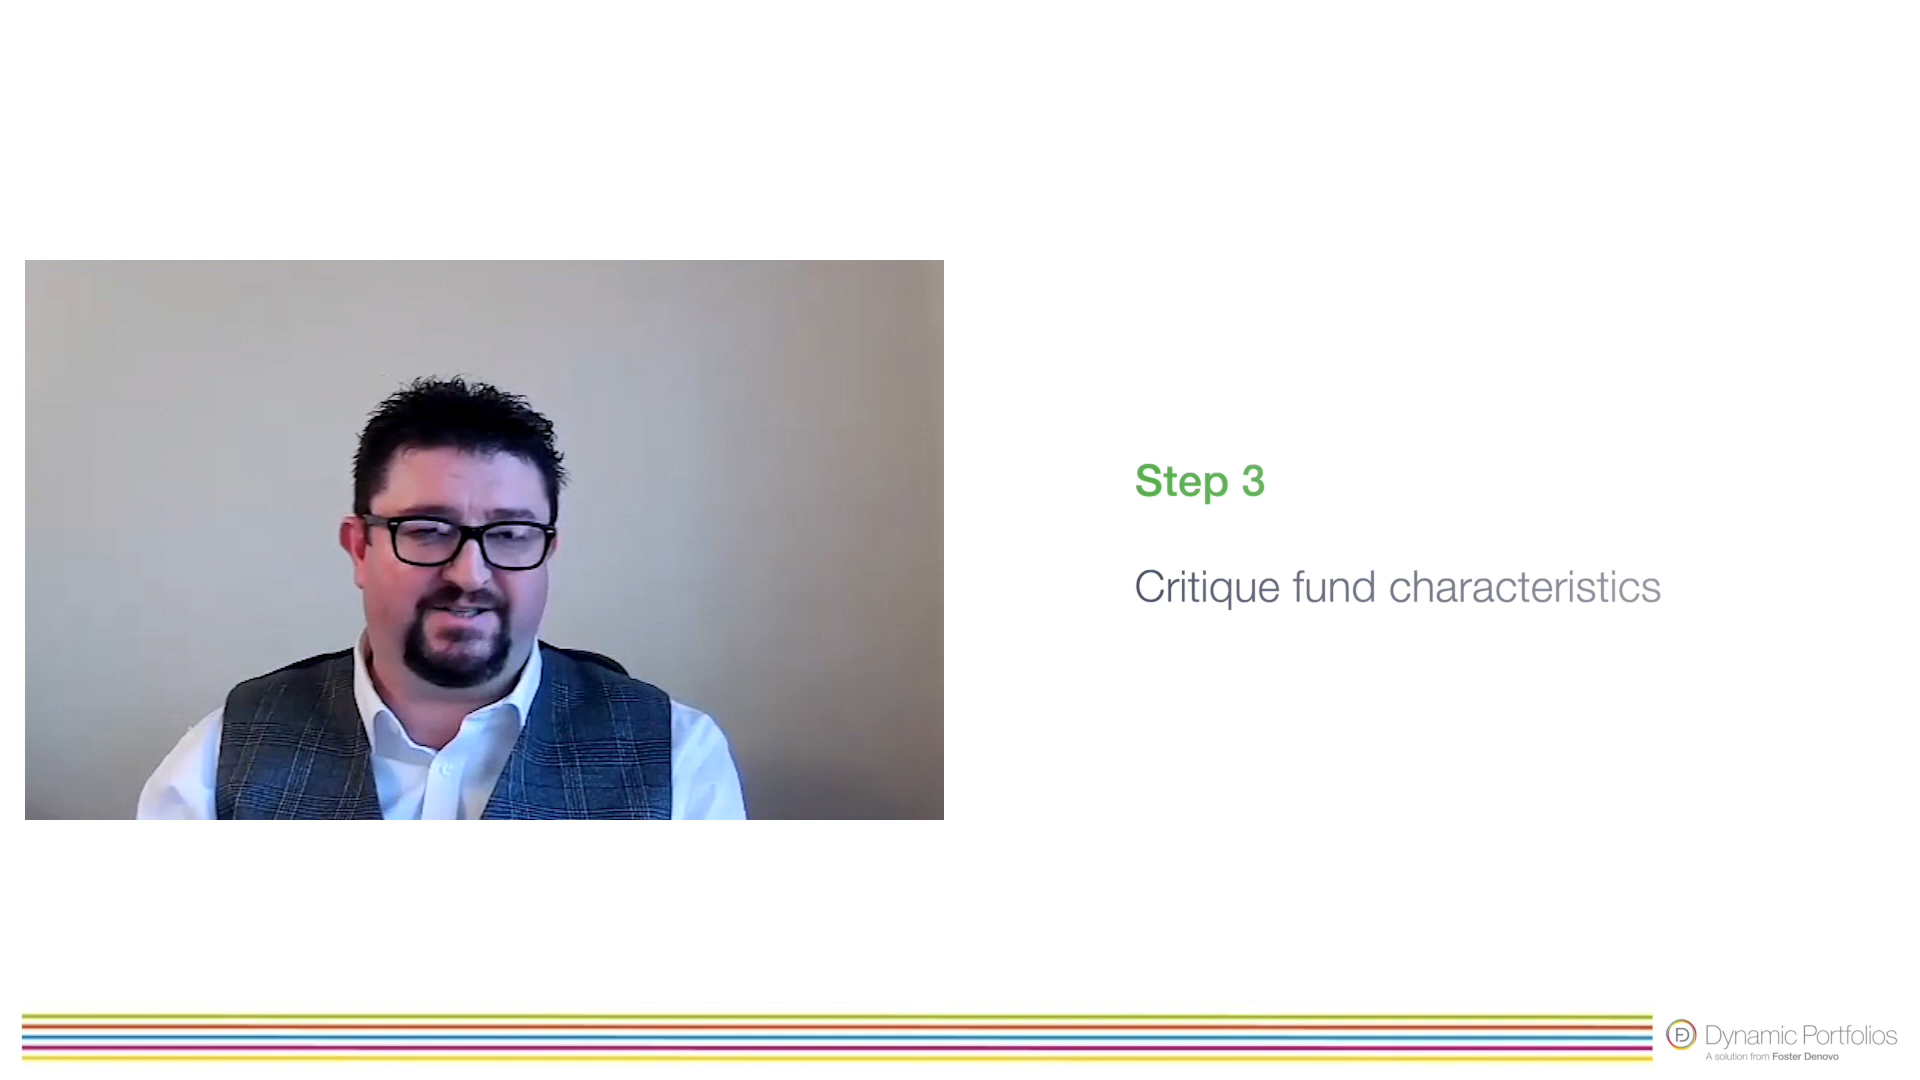 Step 3
Critique fund characteristics
Dynamic Portfolios
A solution from Foster Denovo